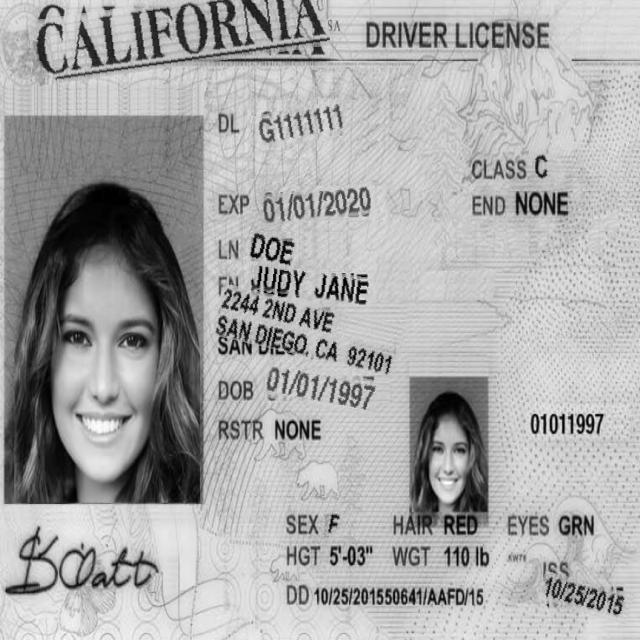 CALIFORNIA
USA
DRIVER LICENSE
DL G1111111
CLASS C
EXP 01/01/2020
END NONE
LN DOE
FN JUDY JANE
2244 2ND AVE
SAN DIEGO, CA 92101
DOB 01/01/1997
RSTR NONE
01011997
SEX F HAIR RED EYES GRN
HGT 5'-03" WGT 110 lb
ISS
DD 10/25/201550641/AAFD/15
10/25/2015